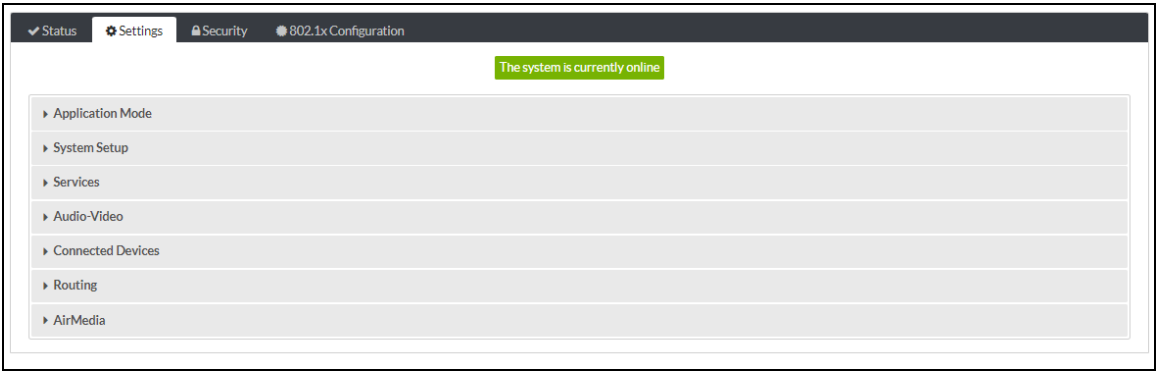 Status Settings Security 802.1x Configuration
The system is currently online
Application Mode
System Setup
Services
Audio-Video
Connected Devices
Routing
AirMedia